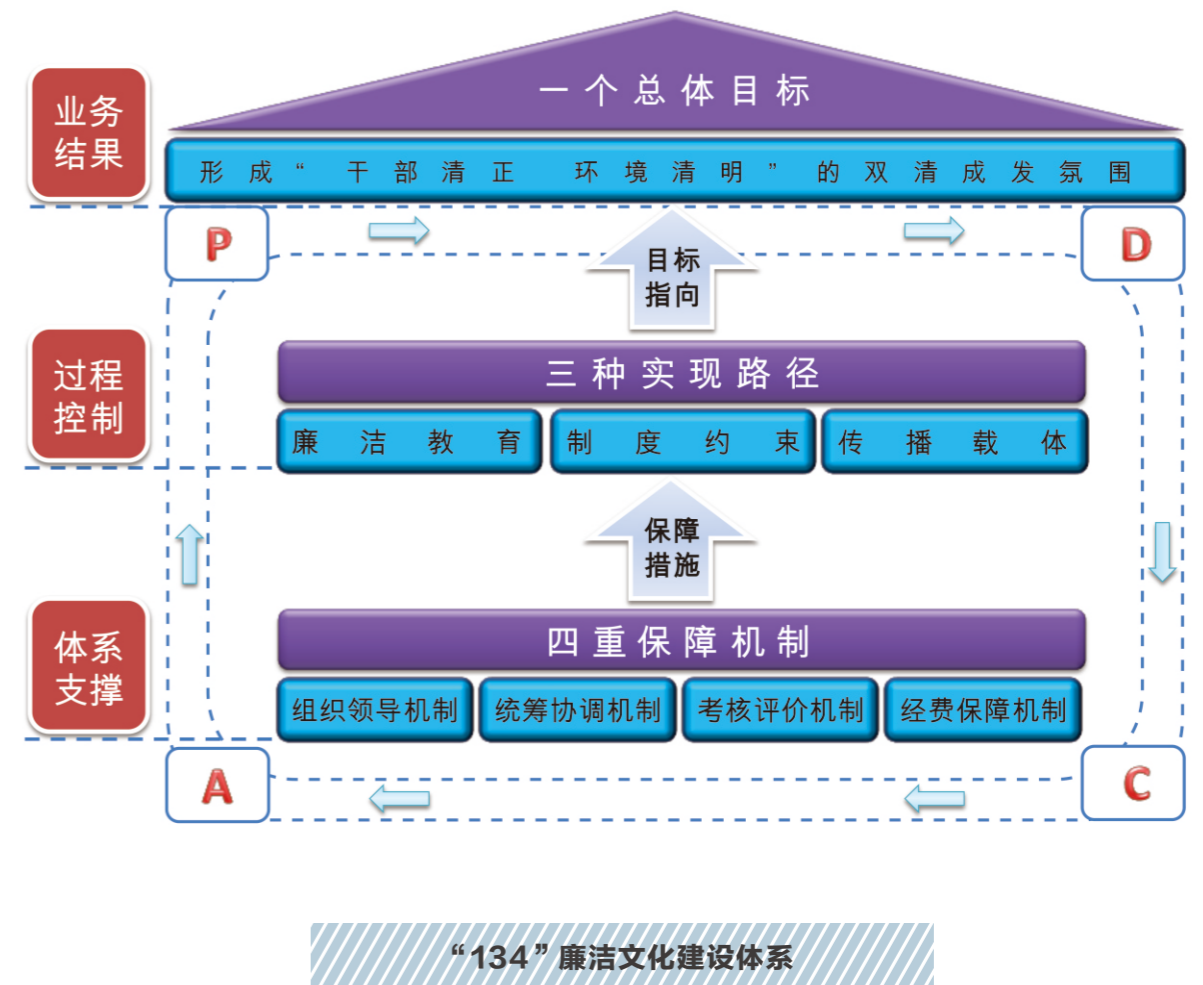 一个总体目标
业务
结果
形成“干部清正 环境清明”的双清成发氛围
P
D
目标
指向
过程
控制
三种实现路径
廉洁教育 制度约束 传播载体
保障
措施
体系
支撑
四重保障机制
组织领导机制 统筹协调机制 考核评价机制 经费保障机制
A
C
“134”廉洁文化建设体系